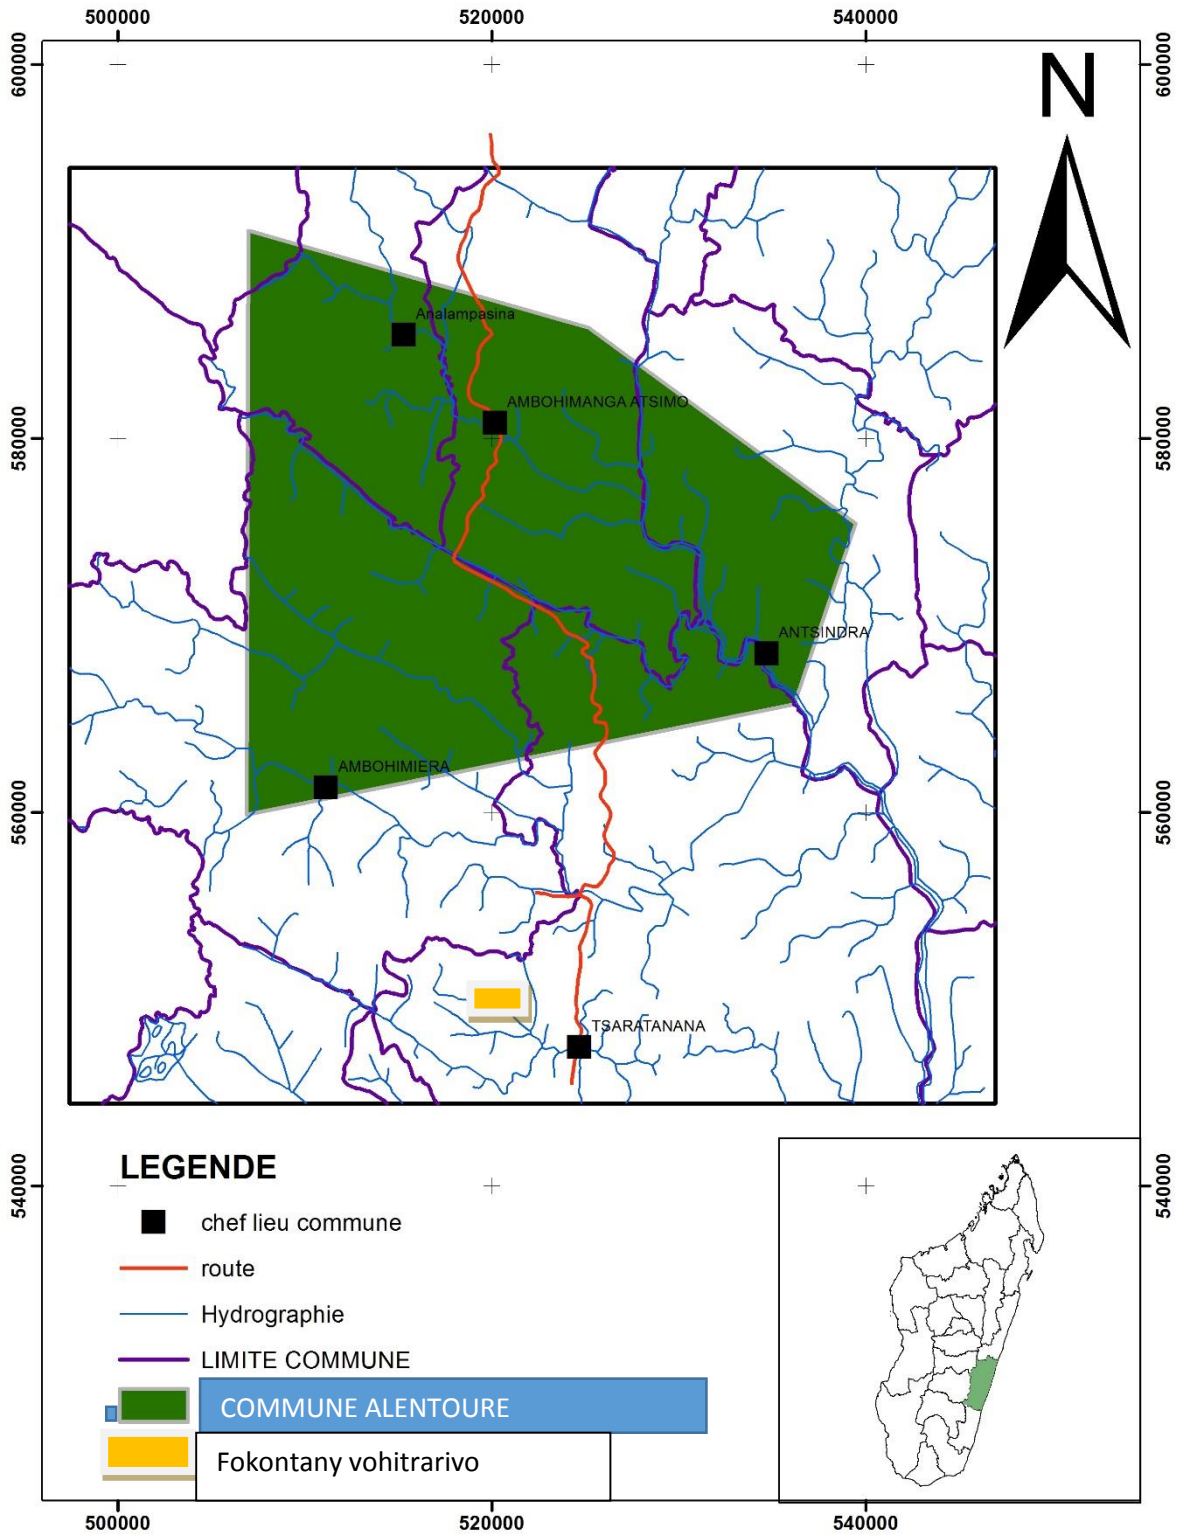 500000 520000 540000
600000 600000
N
Analampasina
AMBOHIMANGA ATSIMO
580000 580000
ANTSINDRA
AMBOHIMIERA
560000 560000
TSARATANANA
LEGENDE
540000 540000
chef lieu commune
route
Hydrographie
LIMITE COMMUNE
COMMUNE ALENTOURE
Fokontany vohitrarivo
500000 520000 540000